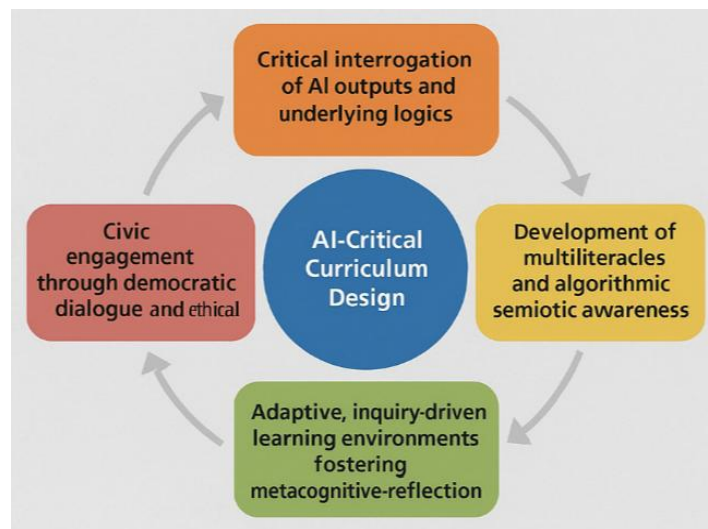 Critical interrogation
of AI outputs and
underlying logics
Civic
engagement
through democratic
dialogue and ethical
AI-Critical
Curriculum
Design
Development of
multiliteracles
and algorithmic
semiotic awareness
Adaptive, inquiry-driven
learning environments
fostering
metacognitive-reflection